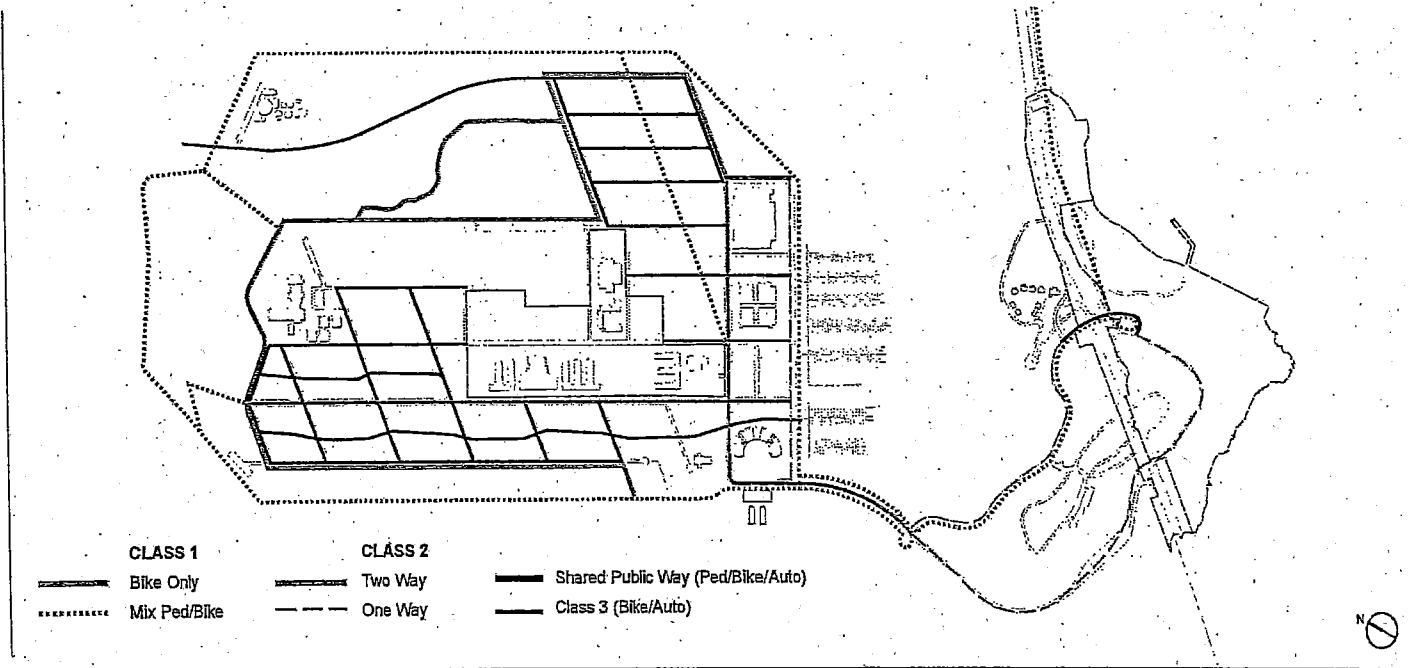 CLASS 1 CLASS 2
Bike Only Two Way Shared Public Way (Ped/Bike/Auto)
Mix Ped/Bike One Way Class 3 (Bike/Auto)
N